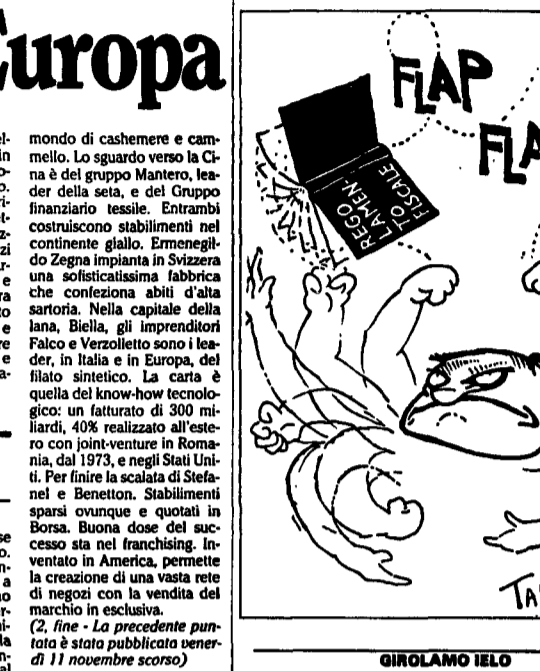 Europa
mondo di cashemere e cam-
mello. Lo sguardo verso la Ci-
na è del gruppo Mantero, lea-
der della seta, e del Gruppo
finanziario tessile. Entrambi
costruiscono stabilimenti nel
continente giallo. Ermenegil-
do Zegna impianta in Svizzera
una sofisticatissima fabbrica
che confeziona abiti d'alta
sartoria. Nella capitale della
lana, Biella, gli imprenditori
Falco e Verzolletto sono i lea-
der, in Italia e in Europa, del
filato sintetico. La carta è
quella del know-how tecnolo-
gico: un fatturato di 300 mi-
liardi, 40% realizzato all'este-
ro con joint-venture in Roma-
nia, dal 1973, e negli Stati Uni-
ti. Per finire la scalata di Stefa-
nel e Benetton. Stabilimenti
sparsi ovunque e quotati in
Borsa. Buona dose del suc-
cesso sta nel franchising. In-
ventato in America, permette
la creazione di una vasta rete
di negozi con la vendita del
marchio in esclusiva.
(2, fine - La precedente pun-
tata è stata pubblicata vener-
dì 11 novembre scorso)
FLAP
FLA
REGO
LAMEN-
TO
FISCALE
TA
GIROLAMO IELO